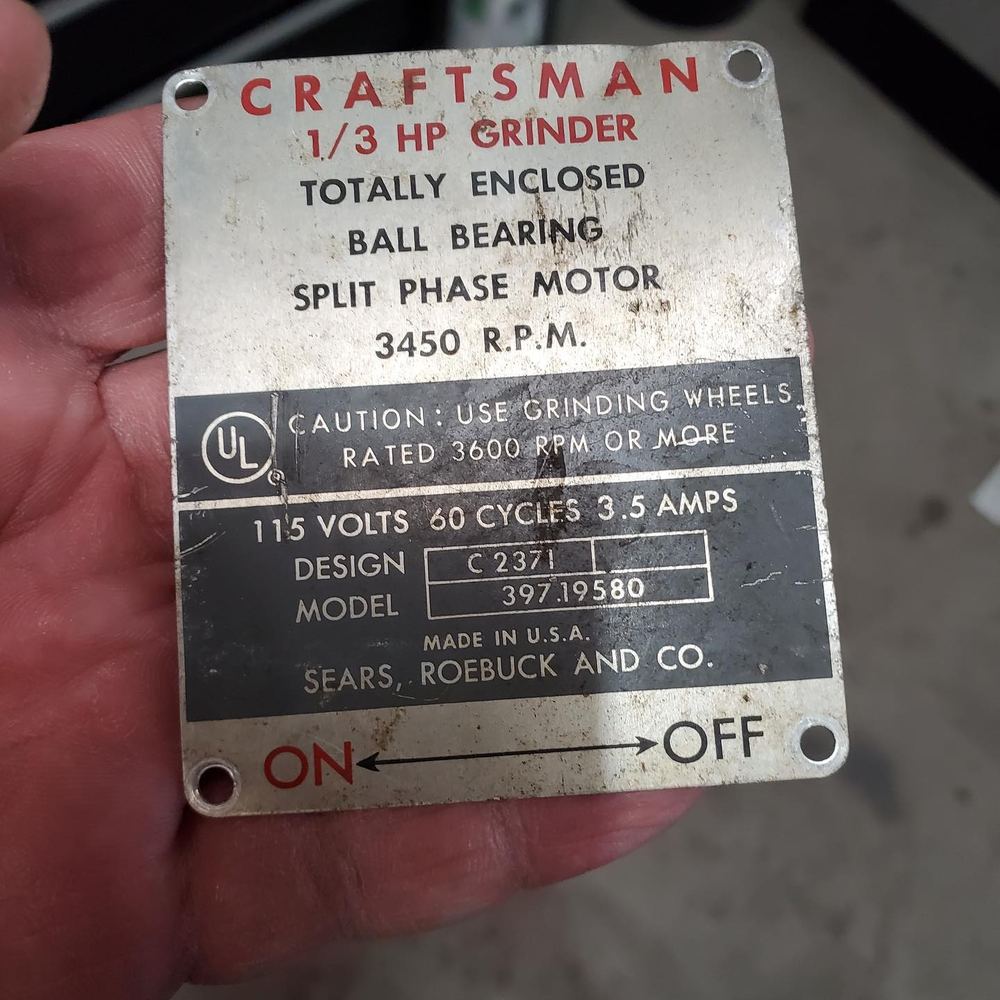 CRAFTSMAN
1/3 HP GRINDER
TOTALLY ENCLOSED
BALL BEARING
SPLIT PHASE MOTOR
3450 R.P.M.
UL
CAUTION: USE GRINDING WHEELS
RATED 3600 RPM OR MORE
115 VOLTS 60 CYCLES 3.5 AMPS
DESIGN C 2371
MODEL 397.19580
MADE IN U.S.A.
SEARS, ROEBUCK AND CO.
ON OFF